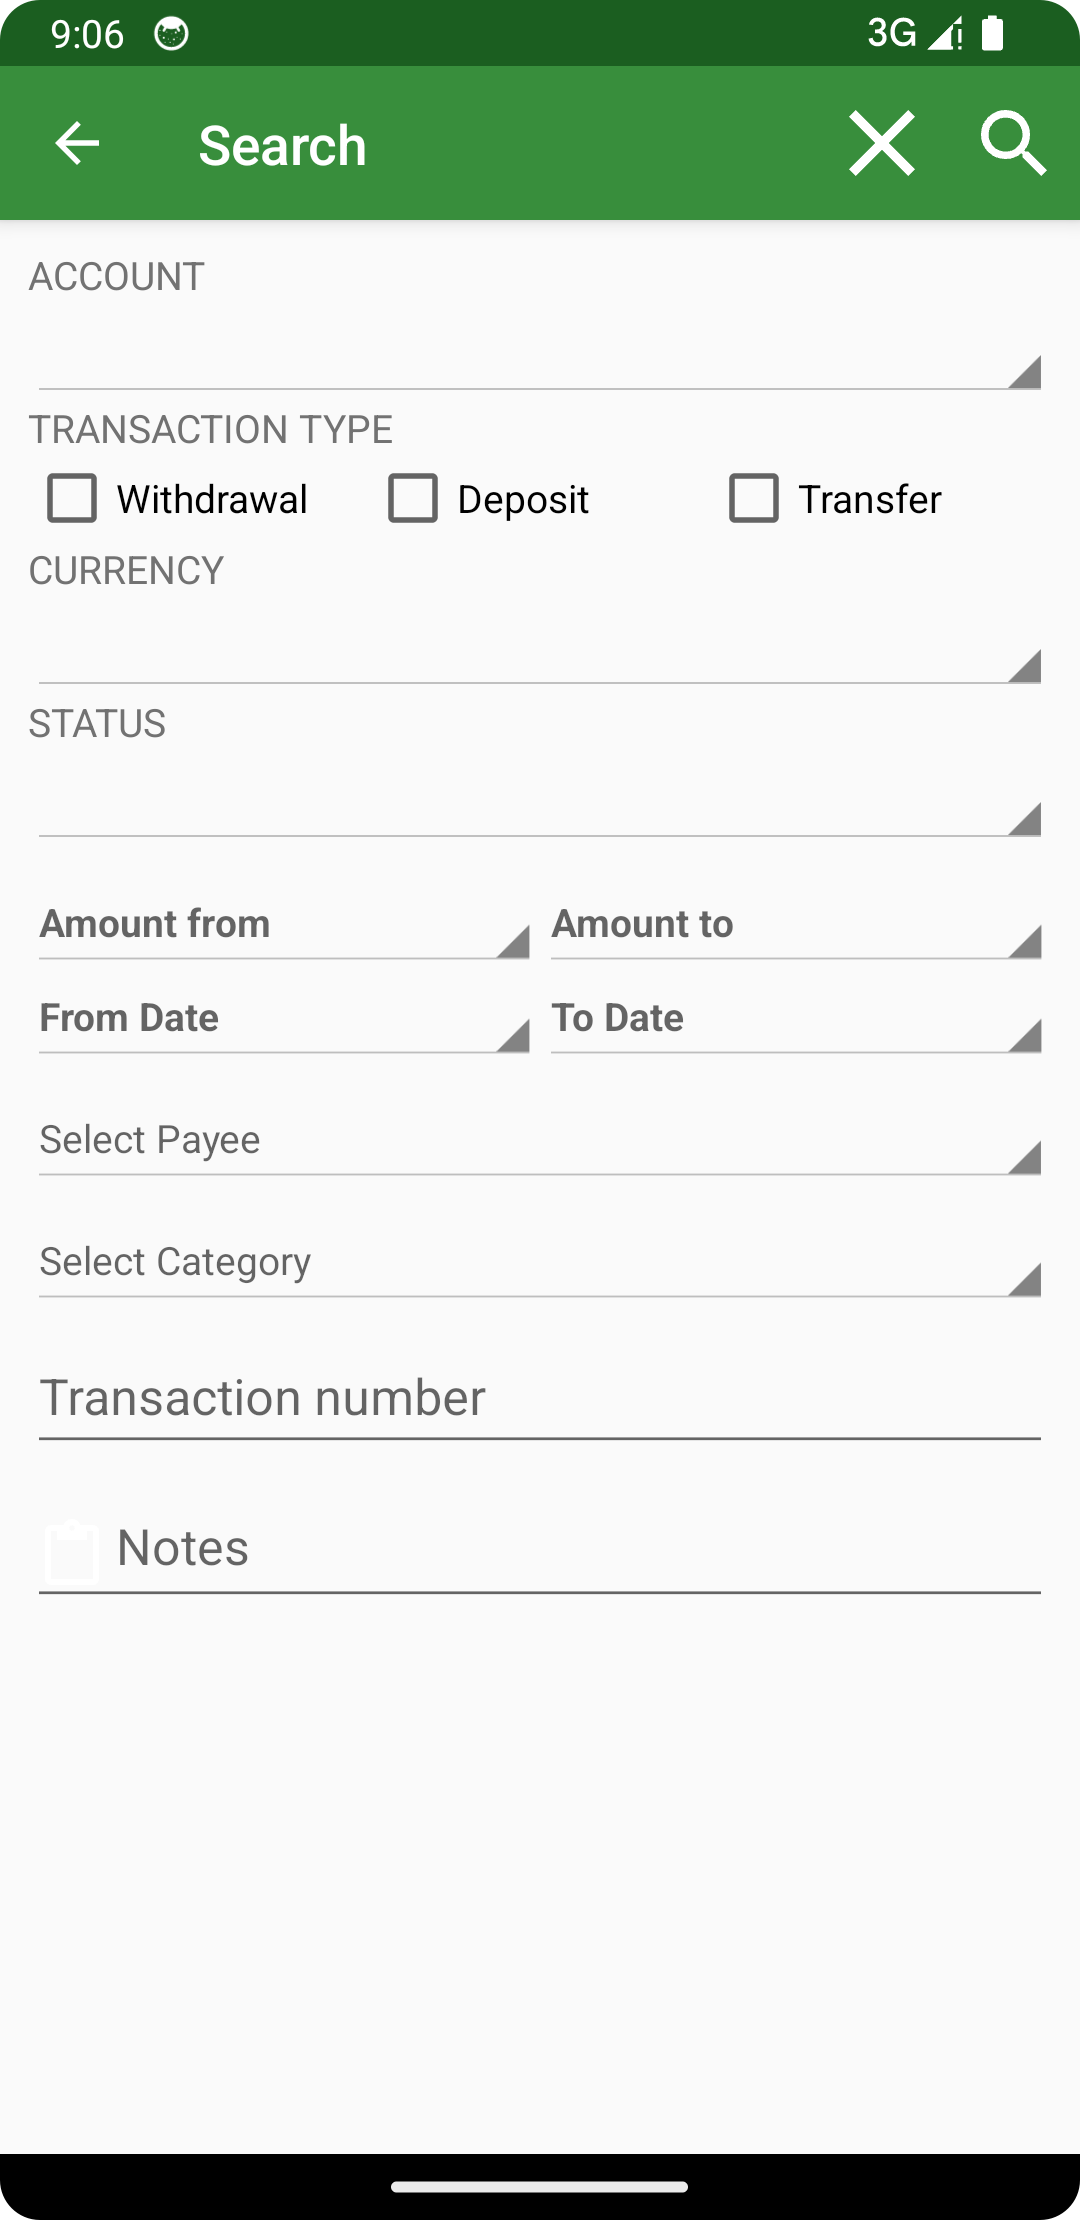 9:06 3G
Search
ACCOUNT
TRANSACTION TYPE
Withdrawal Deposit Transfer
CURRENCY
STATUS
Amount from Amount to
From Date To Date
Select Payee
Select Category
Transaction number
Notes